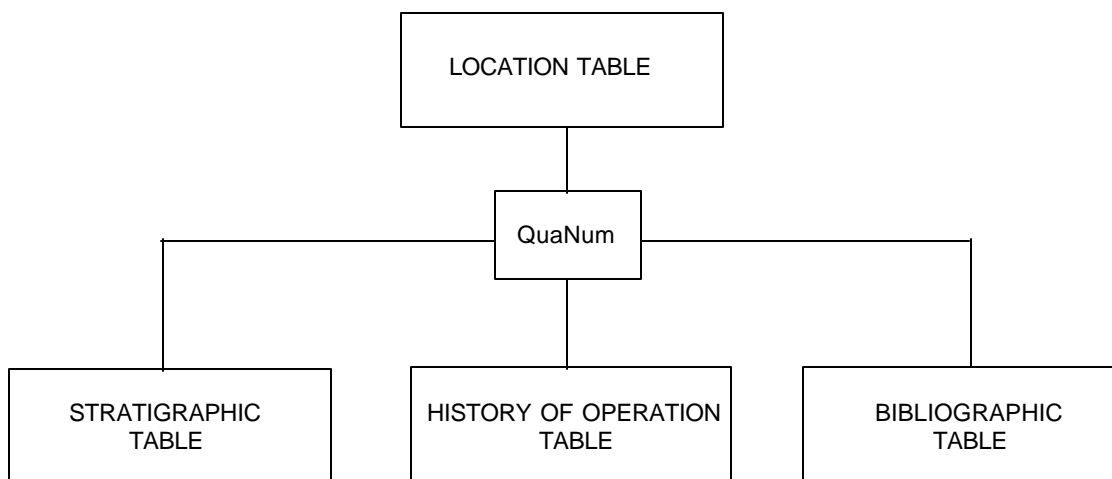 LOCATION TABLE
QuaNum
STRATIGRAPHIC
TABLE
HISTORY OF OPERATION
TABLE
BIBLIOGRAPHIC
TABLE